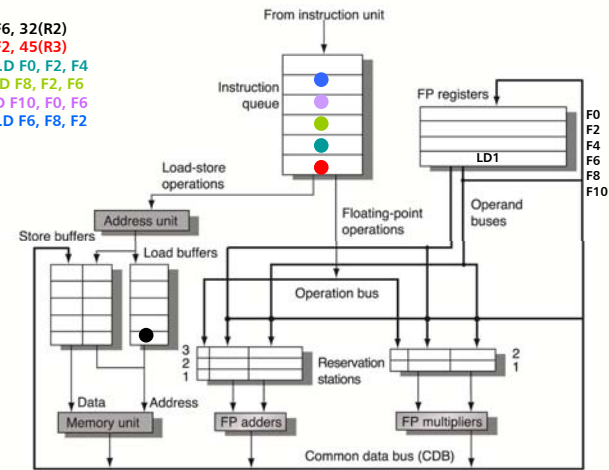 From instruction unit
F6, 32(R2)
F2, 45(R3)
LD F0, F2, F4
D F8, F2, F6
D F10, F0, F6
LD F6, F8, F2
Instruction
queue
FP registers
F0
F2
F4
F6
F8
F10
LD1
Load-store
operations
Address unit
Floating-point
operations
Operand
buses
Store buffers
Load buffers
Operation bus
3
2
1
Reservation
stations
2
1
Data
Address
Memory unit
FP adders
FP multipliers
Common data bus (CDB)